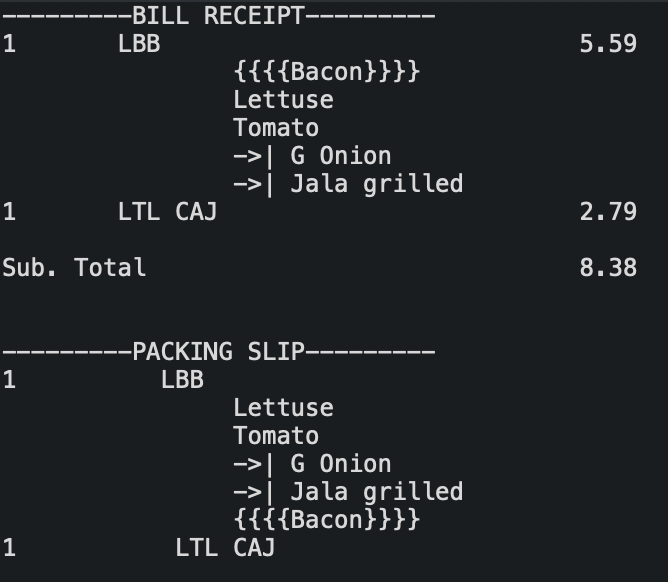 ---------BILL RECEIPT---------
1 LBB 5.59
{{{{Bacon}}}}
Lettuse
Tomato
->| G Onion
->| Jala grilled
1 LTL CAJ 2.79
Sub. Total 8.38
---------PACKING SLIP---------
1 LBB
Lettuse
Tomato
->| G Onion
->| Jala grilled
{{{{Bacon}}}}
1 LTL CAJ